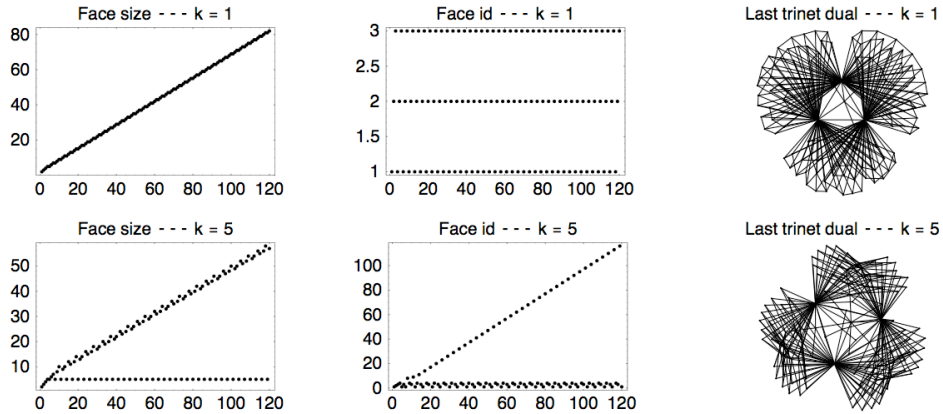 Face size - - - k = 1
80
60
40
20
0 20 40 60 80 100 120
Face id - - - k = 1
3
2.5
2
1.5
1
0 20 40 60 80 100 120
Last trinet dual - - - k = 1
Face size - - - k = 5
50
40
30
20
10
0 20 40 60 80 100 120
Face id - - - k = 5
100
80
60
40
20
0
0 20 40 60 80 100 120
Last trinet dual - - - k = 5